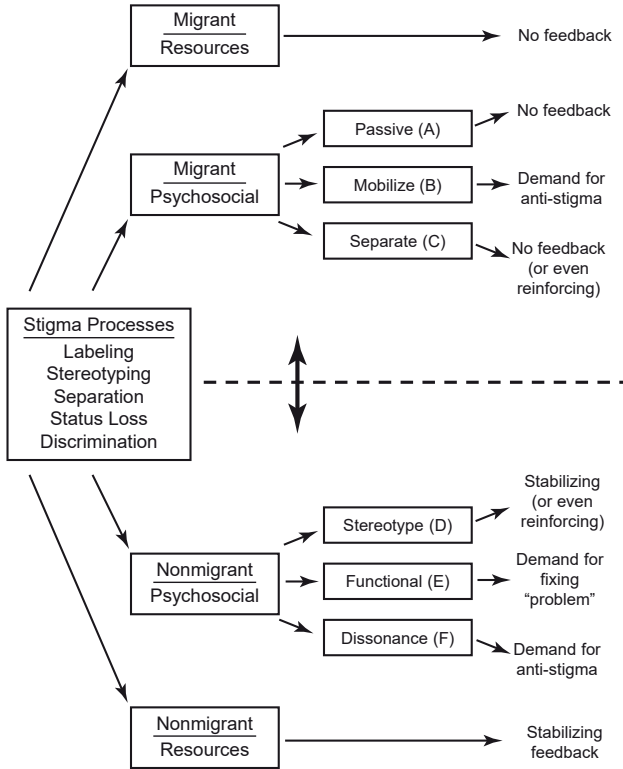 Migrant
Resources
No feedback
Migrant
Psychosocial
Passive (A)
No feedback
Mobilize (B)
Demand for
anti-stigma
Separate (C)
No feedback
(or even
reinforcing)
Stigma Processes
Labeling
Stereotyping
Separation
Status Loss
Discrimination
Nonmigrant
Psychosocial
Stereotype (D)
Stabilizing
(or even
reinforcing)
Functional (E)
Demand for
fixing
“problem”
Dissonance (F)
Demand for
anti-stigma
Nonmigrant
Resources
Stabilizing
feedback